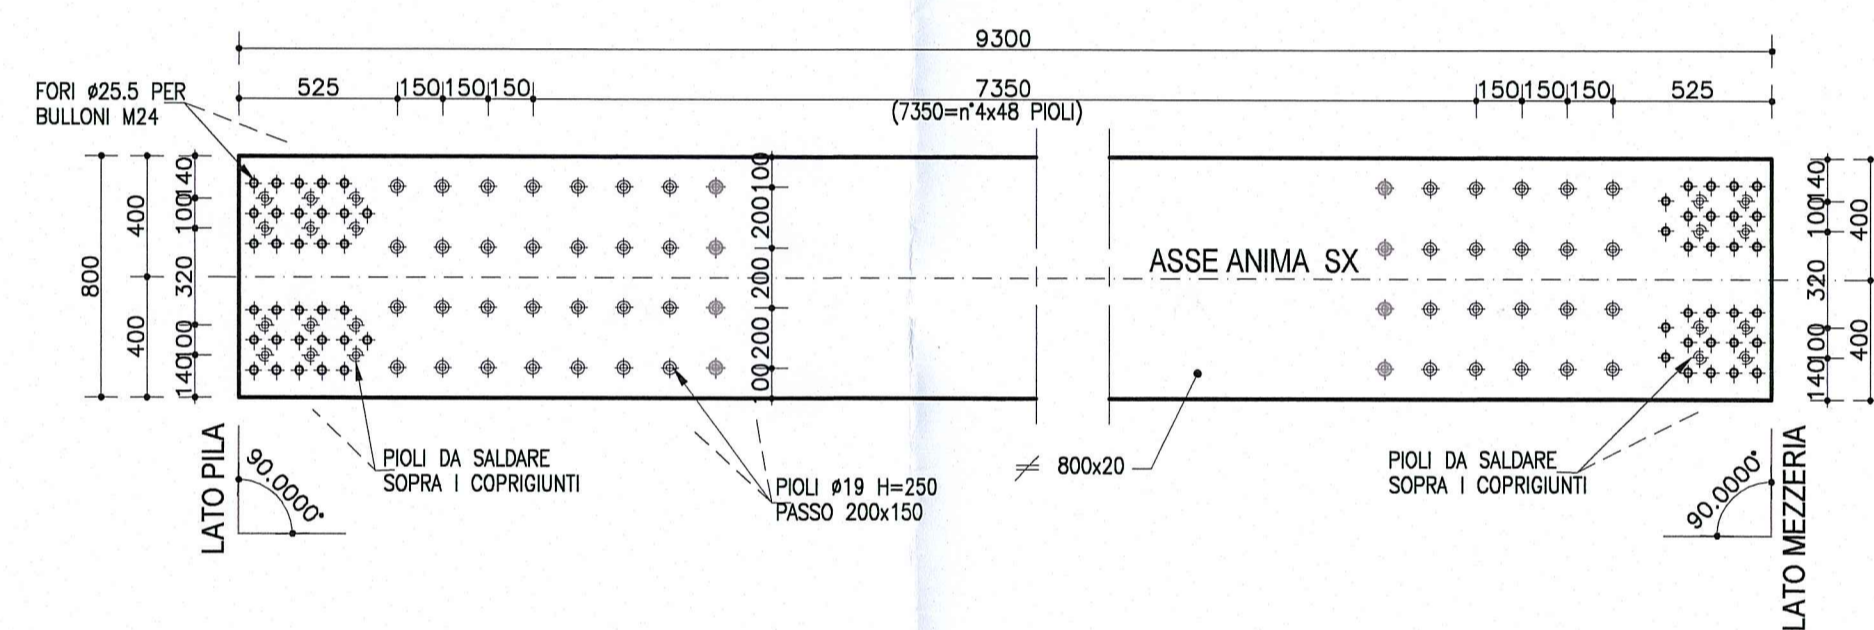 9300
525
150
150
150
7350
150
150
150
525
(7350=n°4x48 PIOLI)
FORI ø25.5 PER
BULLONI M24
800
400
400
140
100
320
100
140
100
200
200
200
100
ASSE ANIMA SX
140
100
320
100
140
400
400
PIOLI DA SALDARE
SOPRA I COPRIGIUNTI
PIOLI ø19 H=250
PASSO 200x150
800x20
PIOLI DA SALDARE
SOPRA I COPRIGIUNTI
LATO PILA
90.0000°
90.0000°
LATO MEZZERIA